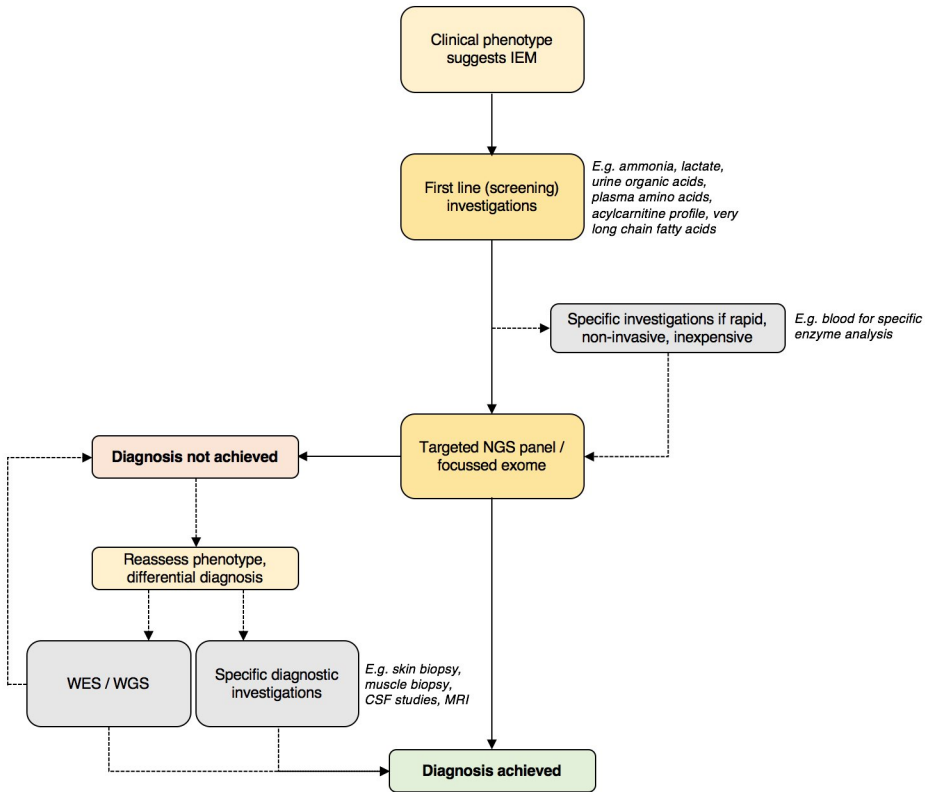 Clinical phenotype
suggests IEM
First line (screening)
investigations
E.g. ammonia, lactate,
urine organic acids,
plasma amino acids,
acylcarnitine profile, very
long chain fatty acids
Specific investigations if rapid,
non-invasive, inexpensive
E.g. blood for specific
enzyme analysis
Targeted NGS panel /
focussed exome
Diagnosis not achieved
Reassess phenotype,
differential diagnosis
WES / WGS
Specific diagnostic
investigations
E.g. skin biopsy,
muscle biopsy,
CSF studies, MRI
Diagnosis achieved